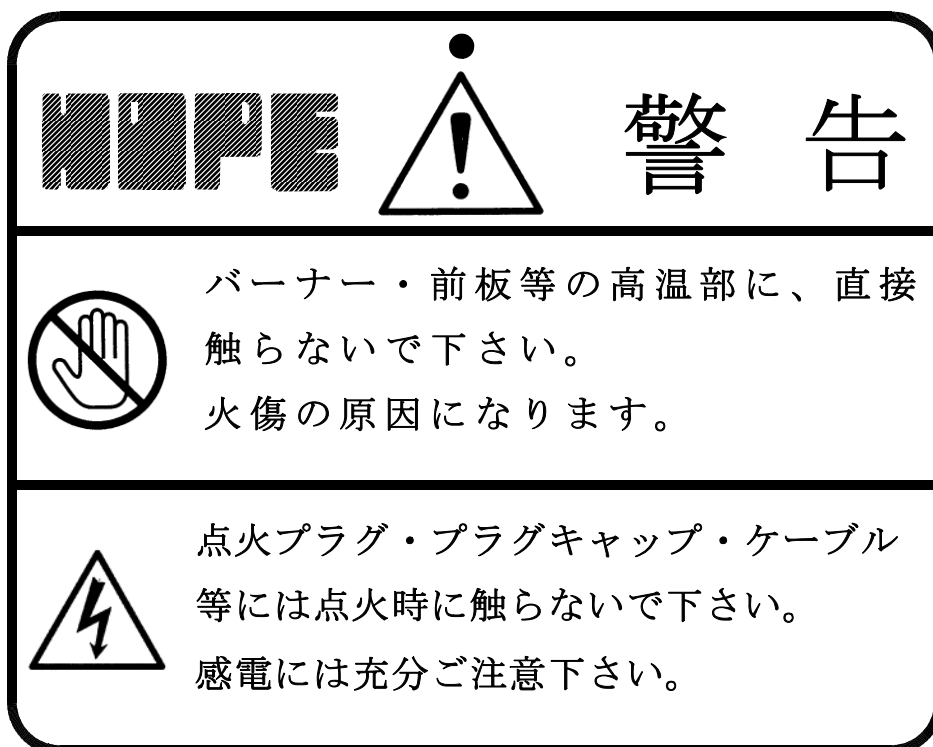 HOPE 警告
バーナー・前板等の高温部に、直接
触らないで下さい。
火傷の原因になります。
点火プラグ・プラグキャップ・ケーブル
等には点火時に触らないで下さい。
感電には充分ご注意下さい。